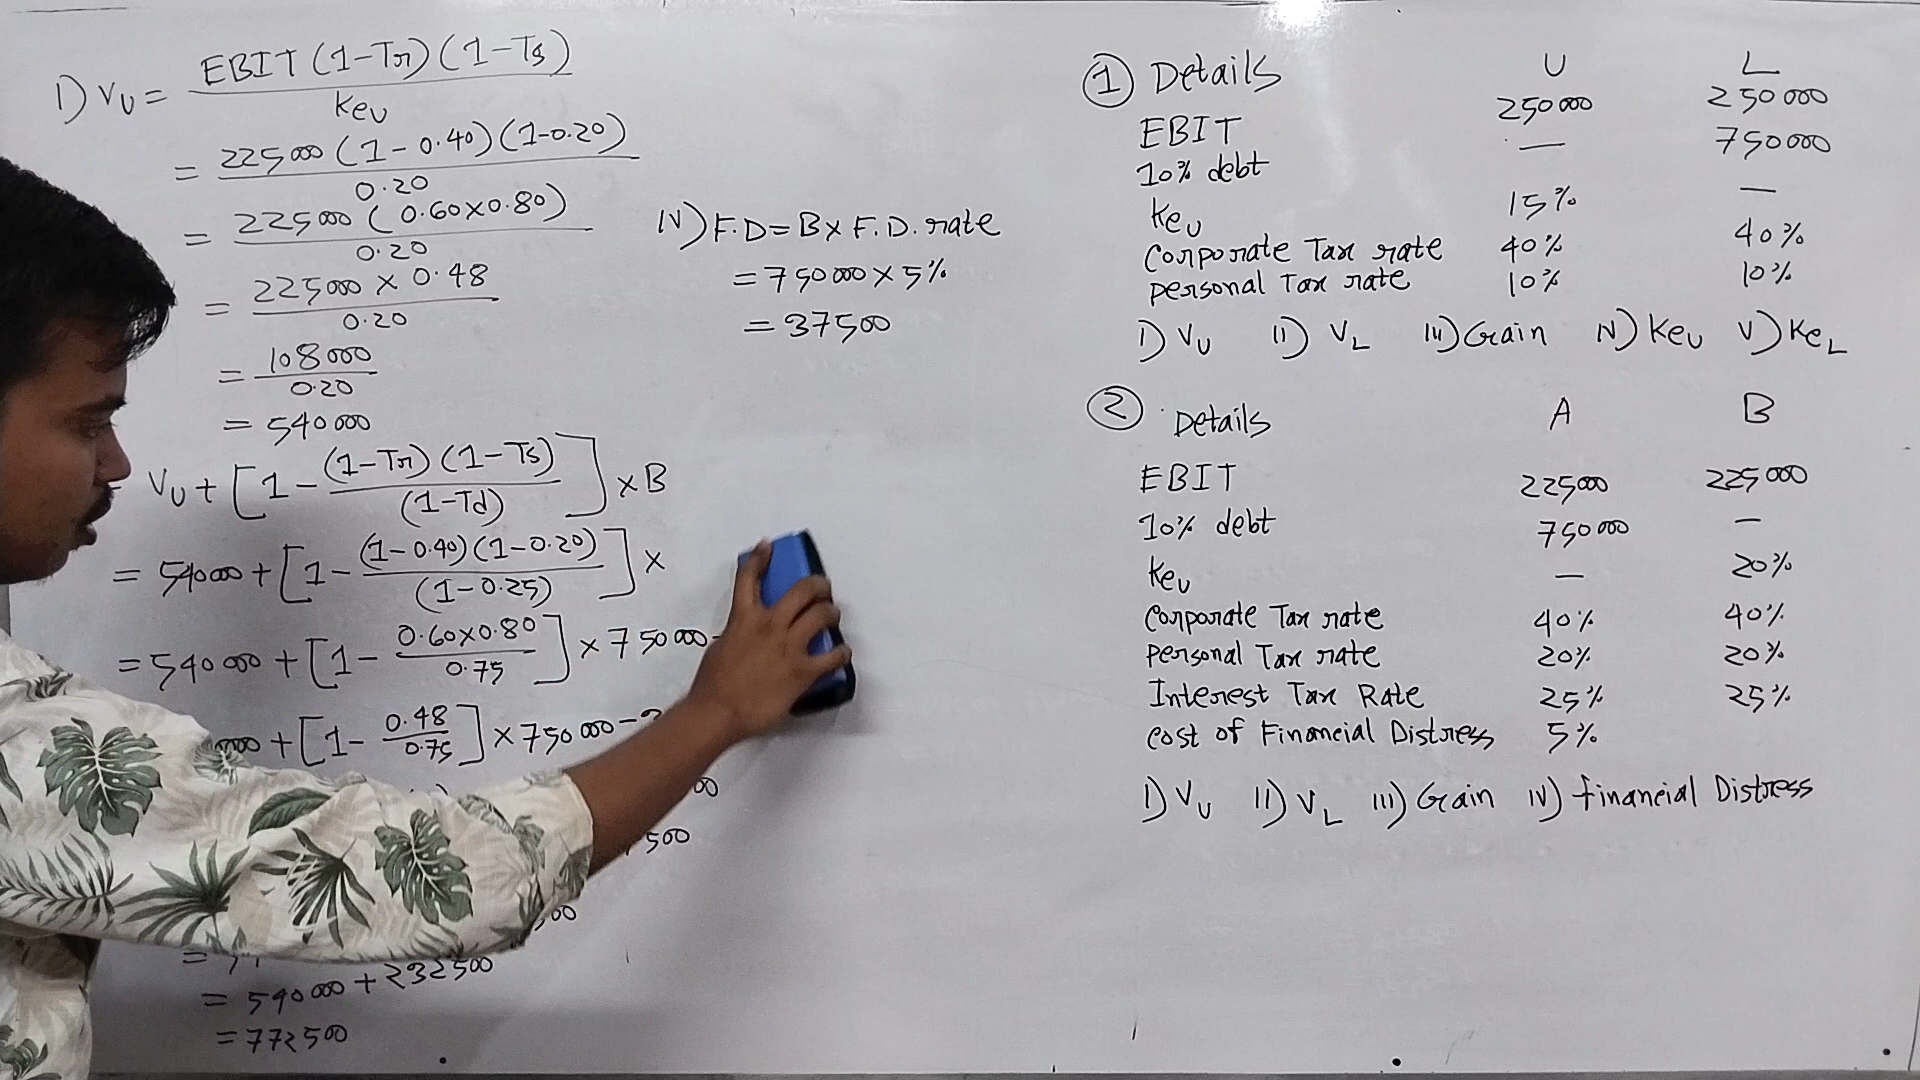 I) VU = EBIT (1-Tr) (1-Ts)
KeU
= 225000 (1-0.40) (1-0.20)
0.20
= 225000 (0.60x0.80)
0.20
= 225000 x 0.48
0.20
= 108000
0.20
= 540000
VU + [1- (1-Tr) (1-Ts) ] x B
(1-Td)
= 540000 + [1- (1-0.40) (1-0.20) ] x
(1-0.25)
= 540000 + [1- 0.60x0.80 ] x 750000-
0.75
000 + [1- 0.48 ] x 750000-
0.75
00
500
500
=
= 540000 + 232500
= 772500
IV) F.D = B x F.D. rate
= 750000 x 5%
= 37500
① Details U L
EBIT 250000 250000
10% debt — 750000
KeU 15% —
Corporate Tax rate 40% 40%
Personal Tax rate 10% 10%
I) VU II) VL III) Gain IV) KeU V) KeL
② Details A B
EBIT 225000 225000
10% debt 750000 —
KeU — 20%
Corporate Tax rate 40% 40%
Personal Tax rate 20% 20%
Interest Tax Rate 25% 25%
Cost of Financial Distress 5%
I) VU II) VL III) Gain IV) Financial Distress